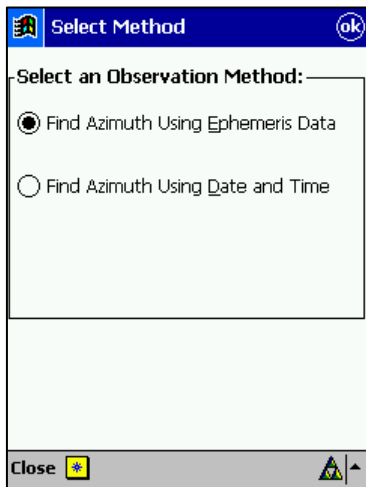 Select Method
ok
Select an Observation Method:
Find Azimuth Using Ephemeris Data
Find Azimuth Using Date and Time
Close